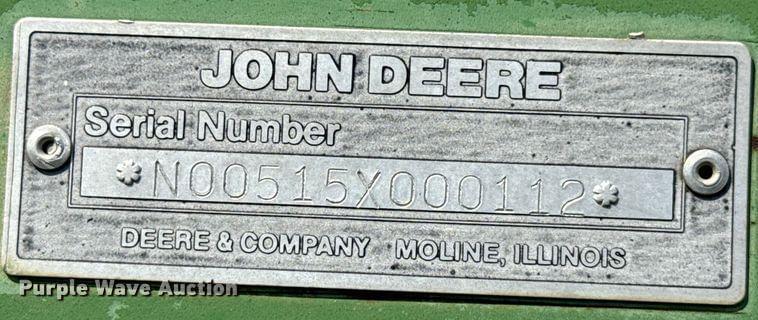 JOHN DEERE
Serial Number
*N00515X000112*
DEERE & COMPANY MOLINE, ILLINOIS
Purple Wave Auction